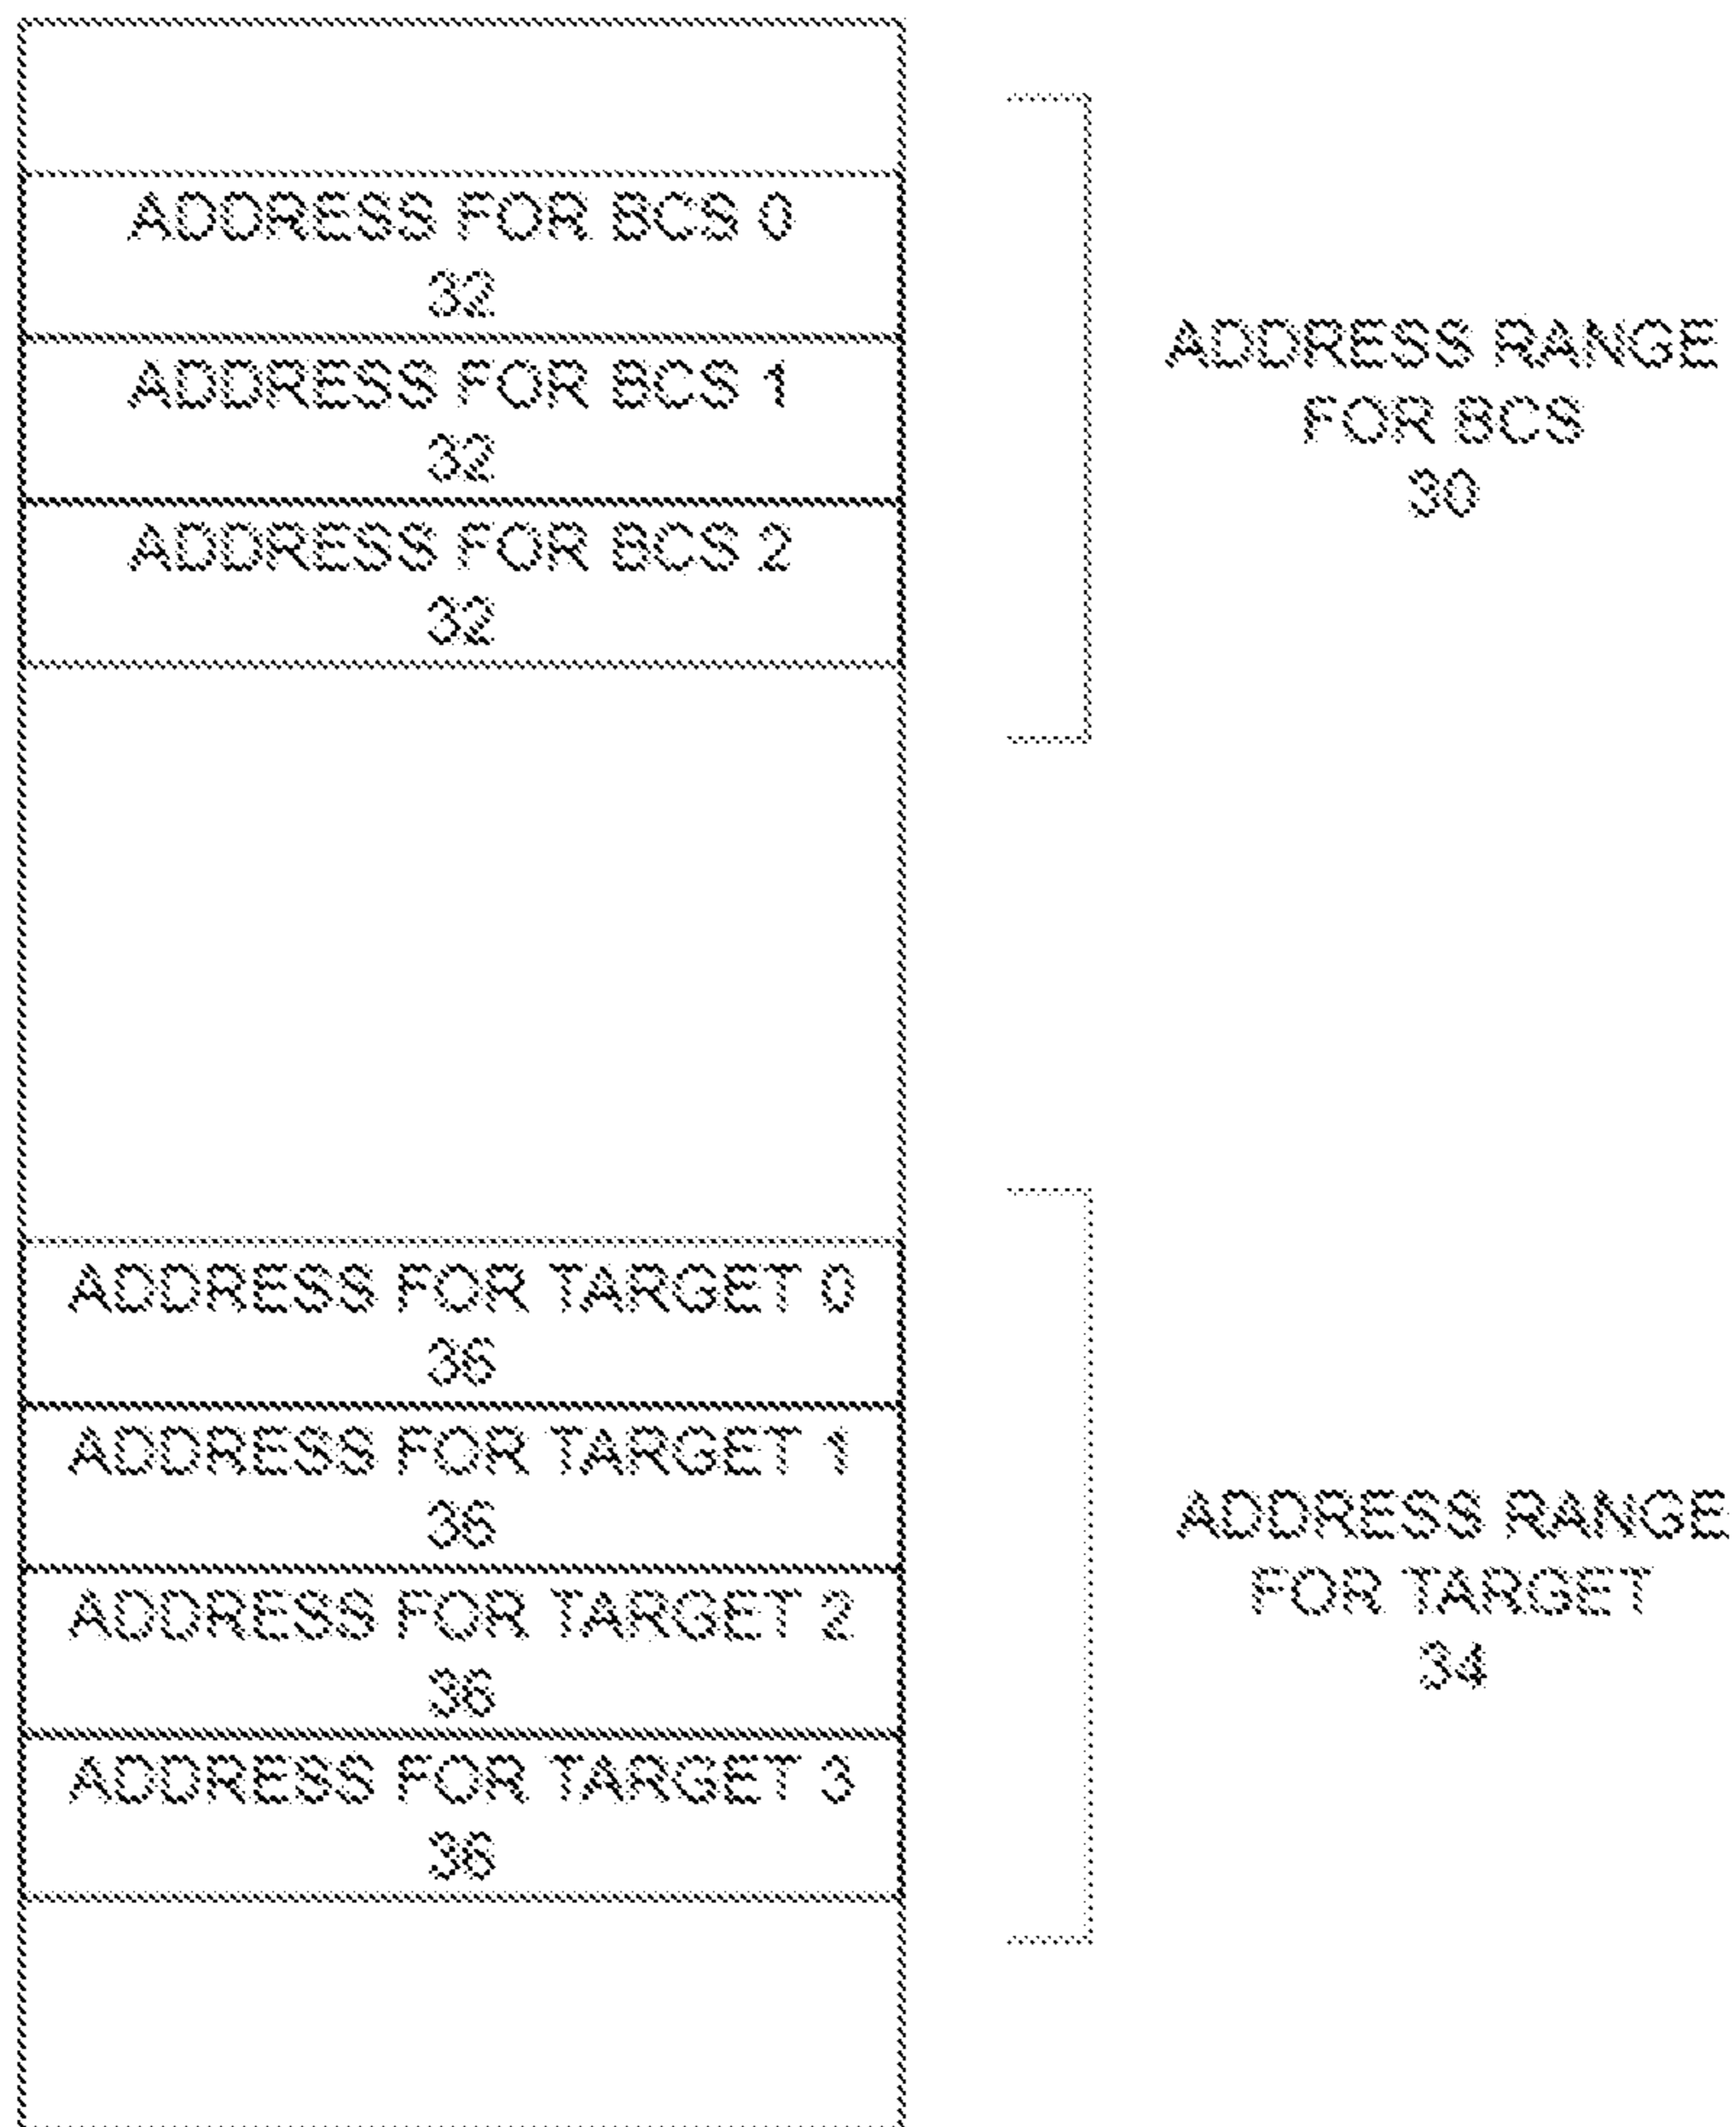 ADDRESS FOR BCS 0
32
ADDRESS FOR BCS 1
32
ADDRESS FOR BCS 2
32
ADDRESS RANGE
FOR BCS
30
ADDRESS FOR TARGET 0
36
ADDRESS FOR TARGET 1
36
ADDRESS FOR TARGET 2
36
ADDRESS FOR TARGET 3
36
ADDRESS RANGE
FOR TARGET
34